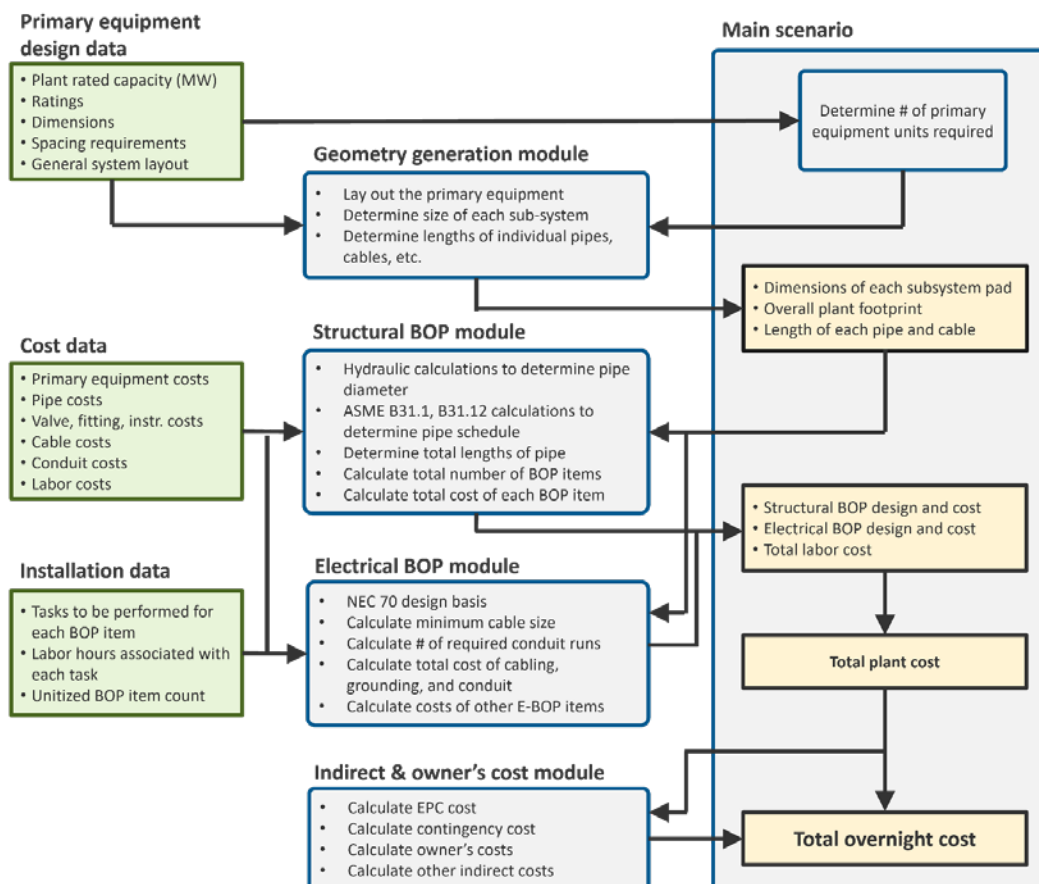 Primary equipment
design data
• Plant rated capacity (MW)
• Ratings
• Dimensions
• Spacing requirements
• General system layout
Main scenario
Determine # of primary
equipment units required
Geometry generation module
• Lay out the primary equipment
• Determine size of each sub-system
• Determine lengths of individual pipes,
cables, etc.
• Dimensions of each subsystem pad
• Overall plant footprint
• Length of each pipe and cable
Structural BOP module
• Hydraulic calculations to determine pipe
diameter
• ASME B31.1, B31.12 calculations to
determine pipe schedule
• Determine total lengths of pipe
• Calculate total number of BOP items
• Calculate total cost of each BOP item
Cost data
• Primary equipment costs
• Pipe costs
• Valve, fitting, instr. costs
• Cable costs
• Conduit costs
• Labor costs
• Structural BOP design and cost
• Electrical BOP design and cost
• Total labor cost
Installation data
• Tasks to be performed for
each BOP item
• Labor hours associated with
each task
• Unitized BOP item count
Electrical BOP module
• NEC 70 design basis
• Calculate minimum cable size
• Calculate # of required conduit runs
• Calculate total cost of cabling,
grounding, and conduit
• Calculate costs of other E-BOP items
Total plant cost
Indirect & owner's cost module
• Calculate EPC cost
• Calculate contingency cost
• Calculate owner's costs
• Calculate other indirect costs
Total overnight cost